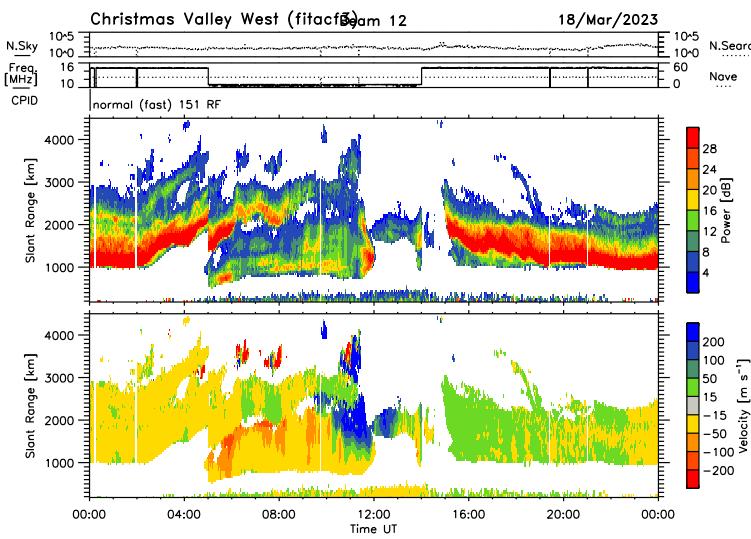 Christmas Valley West (fitacf3) Beam 12 18/Mar/2023
N.Sky 10^5 10^0 10^5 10^0 N.Sear
Freq. [MHz] 16 10 60 0 Nave
CPID normal (fast) 151 RF
Slant Range [km] 4000 3000 2000 1000
Power [dB] 28 24 20 16 12 8 4
Slant Range [km] 4000 3000 2000 1000
Velocity [m s⁻¹] 200 100 50 15 -15 -50 -100 -200
00:00 04:00 08:00 12:00 16:00 20:00 00:00
Time UT